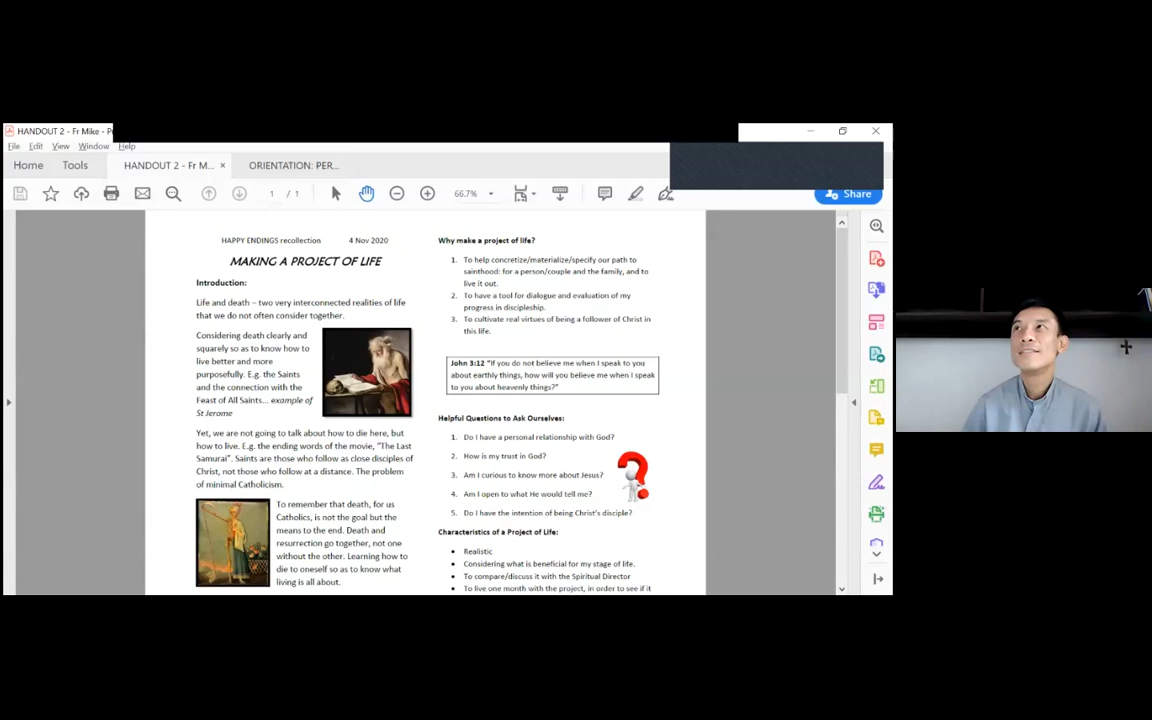 HANDOUT 2 - Fr Mike - P
File Edit View Window Help
Home Tools HANDOUT 2 - Fr M... × ORIENTATION: PER...
1 / 1 66.7% Share
HAPPY ENDINGS recollection 4 Nov 2020
MAKING A PROJECT OF LIFE
Introduction:
Life and death – two very interconnected realities of life
that we do not often consider together.
Considering death clearly and
squarely so as to know how to
live better and more
purposefully. E.g. the Saints
and the connection with the
Feast of All Saints... example of
St Jerome
Yet, we are not going to talk about how to die here, but
how to live. E.g. the ending words of the movie, "The Last
Samurai". Saints are those who follow as close disciples of
Christ, not those who follow at a distance. The problem
of minimal Catholicism.
To remember that death, for us
Catholics, is not the goal but the
means to the end. Death and
resurrection go together, not one
without the other. Learning how to
die to oneself so as to know what
living is all about.
Why make a project of life?
1. To help concretize/materialize/specify our path to
sainthood: for a person/couple and the family, and to
live it out.
2. To have a tool for dialogue and evaluation of my
progress in discipleship.
3. To cultivate real virtues of being a follower of Christ in
this life.
John 3:12 "If you do not believe me when I speak to you
about earthly things, how will you believe me when I speak
to you about heavenly things?"
Helpful Questions to Ask Ourselves:
1. Do I have a personal relationship with God?
2. How is my trust in God?
3. Am I curious to know more about Jesus?
4. Am I open to what He would tell me?
5. Do I have the intention of being Christ's disciple?
Characteristics of a Project of Life:
• Realistic
• Considering what is beneficial for my stage of life.
• To compare/discuss it with the Spiritual Director
• To live one month with the project, in order to see if it